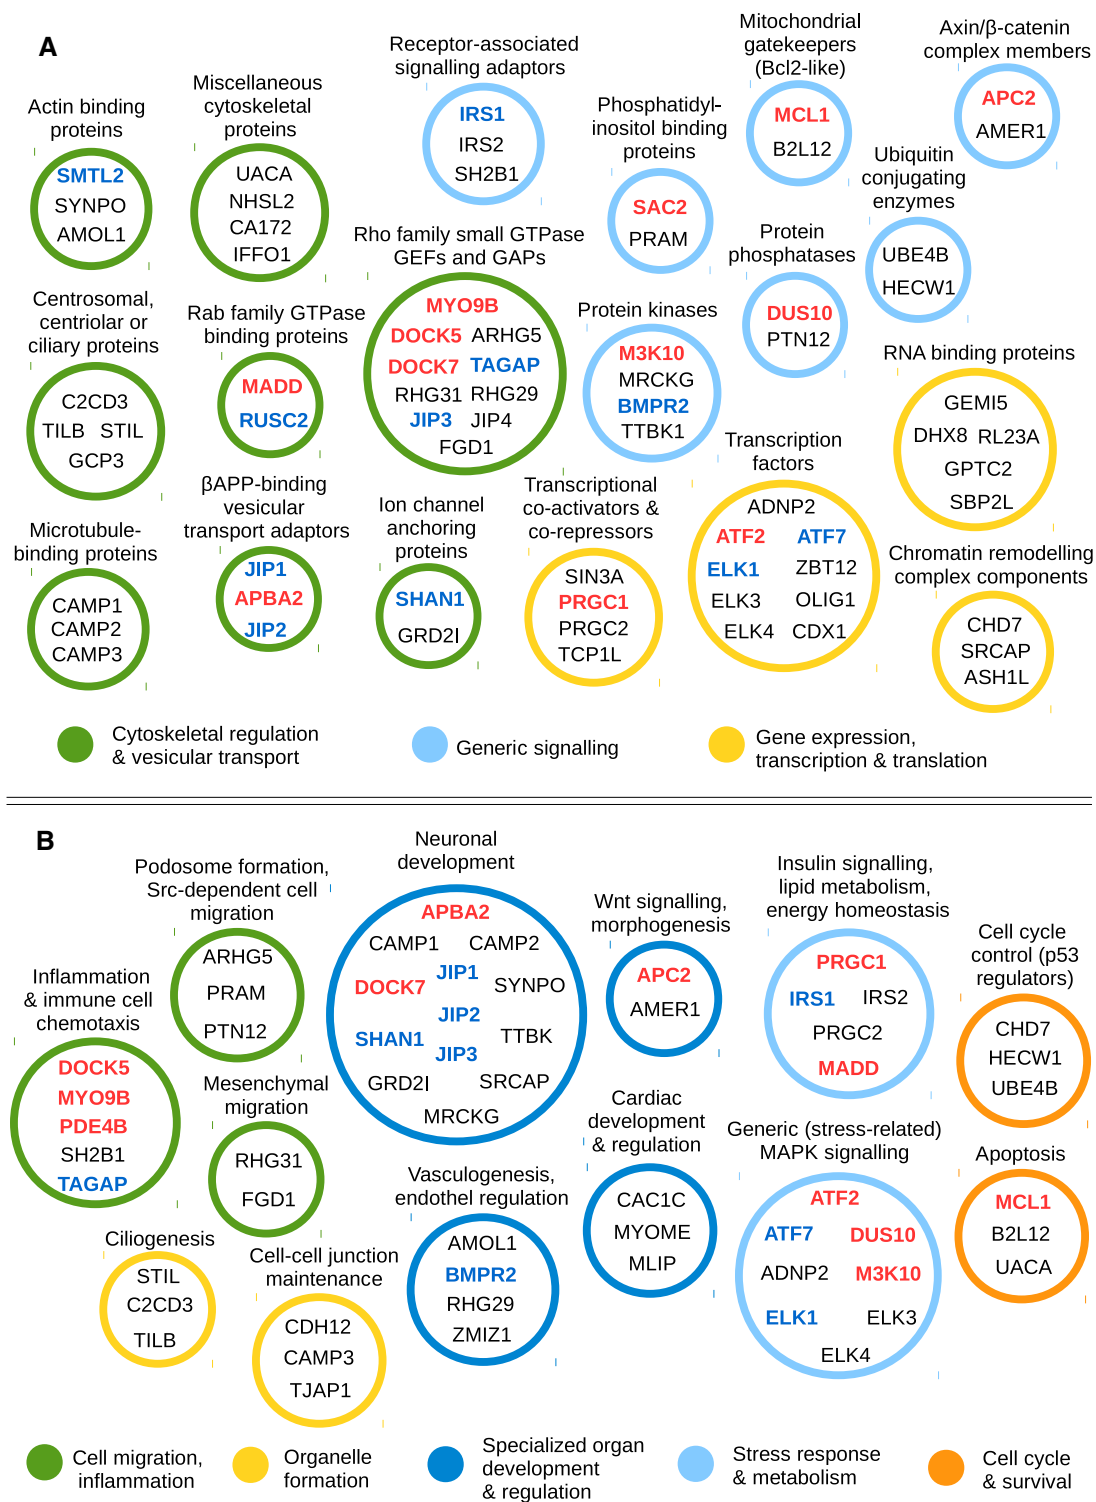 A
Actin binding
proteins
SMTL2
SYNPO
AMOL1
Miscellaneous
cytoskeletal
proteins
UACA
NHSL2
CA172
IFFO1
Receptor-associated
signalling adaptors
IRS1
IRS2
SH2B1
Phosphatidyl-
inositol binding
proteins
SAC2
PRAM
Mitochondrial
gatekeepers
(Bcl2-like)
MCL1
B2L12
Axin/β-catenin
complex members
APC2
AMER1
Ubiquitin
conjugating
enzymes
UBE4B
HECW1
Centrosomal,
centriolar or
ciliary proteins
C2CD3
TILB STIL
GCP3
Rab family GTPase
binding proteins
MADD
RUSC2
Rho family small GTPase
GEFs and GAPs
MYO9B
DOCK5 ARHG5
DOCK7 TAGAP
RHG31 RHG29
JIP3 JIP4
FGD1
Protein kinases
M3K10
MRCKG
BMPR2
TTBK1
Protein
phosphatases
DUS10
PTN12
RNA binding proteins
GEMI5
DHX8 RL23A
GPTC2
SBP2L
Microtubule-
binding proteins
CAMP1
CAMP2
CAMP3
βAPP-binding
vesicular
transport adaptors
JIP1
APBA2
JIP2
Ion channel
anchoring
proteins
SHAN1
GRD2I
Transcriptional
co-activators &
co-repressors
SIN3A
PRGC1
PRGC2
TCP1L
Transcription
factors
ADNP2
ATF2 ATF7
ELK1 ZBT12
ELK3 OLIG1
ELK4 CDX1
Chromatin remodelling
complex components
CHD7
SRCAP
ASH1L
Cytoskeletal regulation
& vesicular transport
Generic signalling
Gene expression,
transcription & translation
B
Inflammation
& immune cell
chemotaxis
DOCK5
MYO9B
PDE4B
SH2B1
TAGAP
Podosome formation,
Src-dependent cell
migration
ARHG5
PRAM
PTN12
Mesenchymal
migration
RHG31
FGD1
Neuronal
development
APBA2
CAMP1 CAMP2
JIP1
DOCK7 SYNPO
JIP2
SHAN1 TTBK
JIP3
GRD2I SRCAP
MRCKG
Wnt signalling,
morphogenesis
APC2
AMER1
Insulin signalling,
lipid metabolism,
energy homeostasis
PRGC1
IRS1 IRS2
PRGC2
MADD
Cell cycle
control (p53
regulators)
CHD7
HECW1
UBE4B
Ciliogenesis
STIL
C2CD3
TILB
Cell-cell junction
maintenance
CDH12
CAMP3
TJAP1
Vasculogenesis,
endothel regulation
AMOL1
BMPR2
RHG29
ZMIZ1
Cardiac
development
& regulation
CAC1C
MYOME
MLIP
Generic (stress-related)
MAPK signalling
ATF2
ATF7 DUS10
ADNP2 M3K10
ELK1 ELK3
ELK4
Apoptosis
MCL1
B2L12
UACA
Cell migration,
inflammation
Organelle
formation
Specialized organ
development
& regulation
Stress response
& metabolism
Cell cycle
& survival